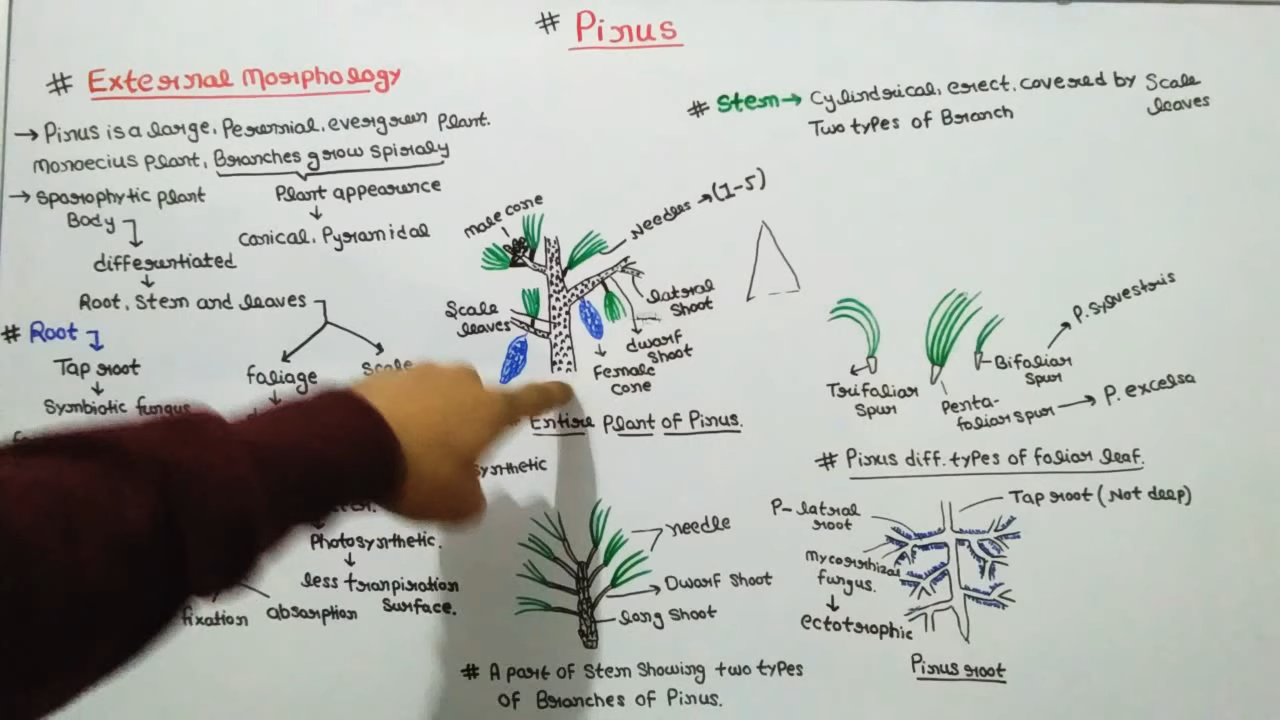 # Pinus
# External Morphology
→ Pinus is a large, Perennial, evergreen Plant.
Monoecius Plant, Branches grow spiraly
Plant appearance
↓
Conical, Pyramidal
→ Sporophytic plant
Body
↓
differentiated
↓
Root, Stem and leaves
foliage
Scale
# Root
Tap root
↓
Symbiotic fungus
Photosynthetic.
↓
less tranpiration
Surface.
fixation
absorption
synthetic
# Stem → Cylindrical, erect, covered by Scale
leaves
Two types of Branch
male cone
Needles → (1-5)
Scale
leaves
latral
Shoot
dwarf
Shoot
Female
cone
Entire Plant of Pinus.
needle
Dwarf Shoot
long Shoot
# A part of Stem Showing two types
of Branches of Pinus.
Trifoliar
Spur
Penta-
foliar spur → P. excelsa
Bifoliar
Spur
P. sylvestris
# Pinus diff. types of foliar leaf.
Tap root (Not deep)
P- latral
root
mycorrhizal
fungus.
↓
ectotrophic
Pinus root